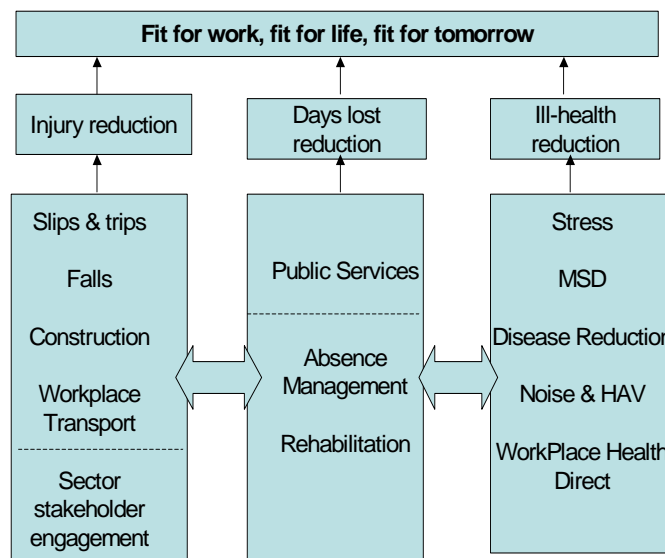 Fit for work, fit for life, fit for tomorrow
Injury reduction
Days lost
reduction
Ill-health
reduction
Slips & trips
Falls
Construction
Workplace
Transport
Sector
stakeholder
engagement
Public Services
Absence
Management
Rehabilitation
Stress
MSD
Disease Reduction
Noise & HAV
WorkPlace Health
Direct